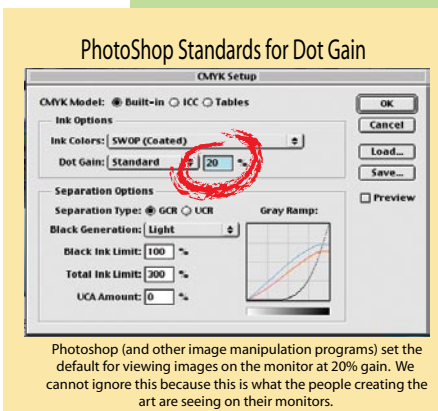 PhotoShop Standards for Dot Gain
CMYK Setup
CMYK Model: Built-in ICC Tables
Ink Options
Ink Colors: SWOP (Coated)
Dot Gain: Standard 20 %
Separation Options
Separation Type: GCR UCR
Gray Ramp:
Black Generation: Light
Black Ink Limit: 100 %
Total Ink Limit: 300 %
UCA Amount: 0 %
OK
Cancel
Load...
Save...
Preview
Photoshop (and other image manipulation programs) set the
default for viewing images on the monitor at 20% gain. We
cannot ignore this because this is what the people creating the
art are seeing on their monitors.